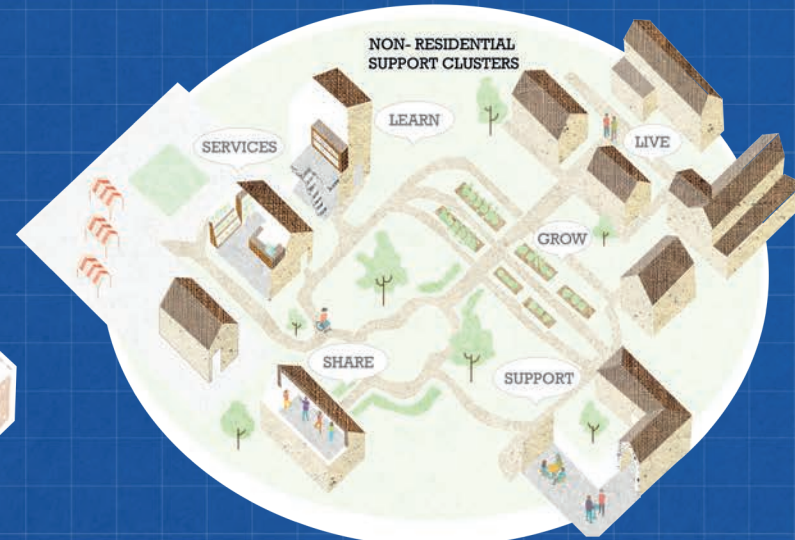 NON- RESIDENTIAL
SUPPORT CLUSTERS
LEARN
SERVICES
LIVE
GROW
SHARE
SUPPORT